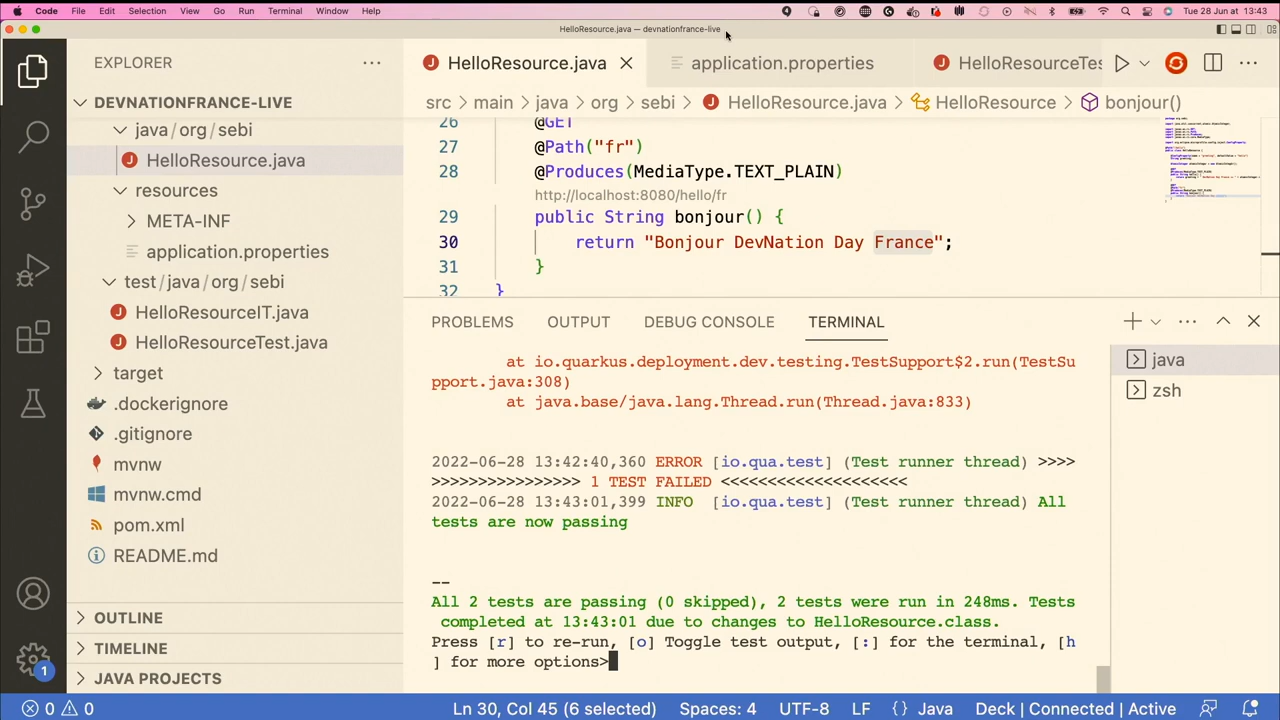 Code File Edit Selection View Go Run Terminal Window Help Tue 28 Jun at 13:43
HelloResource.java — devnationfrance-live
EXPLORER
DEVNATIONFRANCE-LIVE
java/org/sebi
HelloResource.java
resources
META-INF
application.properties
test/java/org/sebi
HelloResourceIT.java
HelloResourceTest.java
target
.dockerignore
.gitignore
mvnw
mvnw.cmd
pom.xml
README.md
OUTLINE
TIMELINE
JAVA PROJECTS
HelloResource.java application.properties HelloResourceTes
src > main > java > org > sebi > HelloResource.java > HelloResource > bonjour()
26 @GET
27 @Path("fr")
28 @Produces(MediaType.TEXT_PLAIN)
http://localhost:8080/hello/fr
29 public String bonjour() {
30 return "Bonjour DevNation Day France";
31 }
32 }
PROBLEMS OUTPUT DEBUG CONSOLE TERMINAL
at io.quarkus.deployment.dev.testing.TestSupport$2.run(TestSu
pport.java:308)
at java.base/java.lang.Thread.run(Thread.java:833)
2022-06-28 13:42:40,360 ERROR [io.qua.test] (Test runner thread) >>>>
>>>>>>>>>>>>>>>> 1 TEST FAILED <<<<<<<<<<<<<<<<<<<<
2022-06-28 13:43:01,399 INFO [io.qua.test] (Test runner thread) All
tests are now passing
--
All 2 tests are passing (0 skipped), 2 tests were run in 248ms. Tests
completed at 13:43:01 due to changes to HelloResource.class.
Press [r] to re-run, [o] Toggle test output, [:] for the terminal, [h
] for more options>
java
zsh
1
0 0 Ln 30, Col 45 (6 selected) Spaces: 4 UTF-8 LF {} Java Deck | Connected | Active